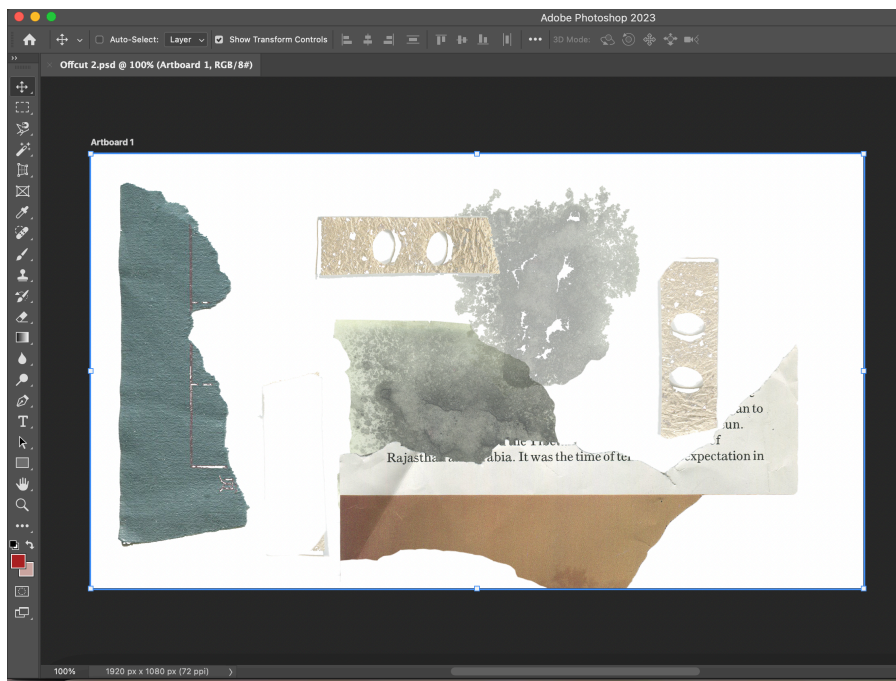 Adobe Photoshop 2023
Auto-Select: Layer Show Transform Controls 3D Mode:
Offcut 2.psd @ 100% (Artboard 1, RGB/8#)
Artboard 1
an to
sun.
f
Rajastha abia. It was the time of expectation in
100% 1920 px x 1080 px (72 ppi)